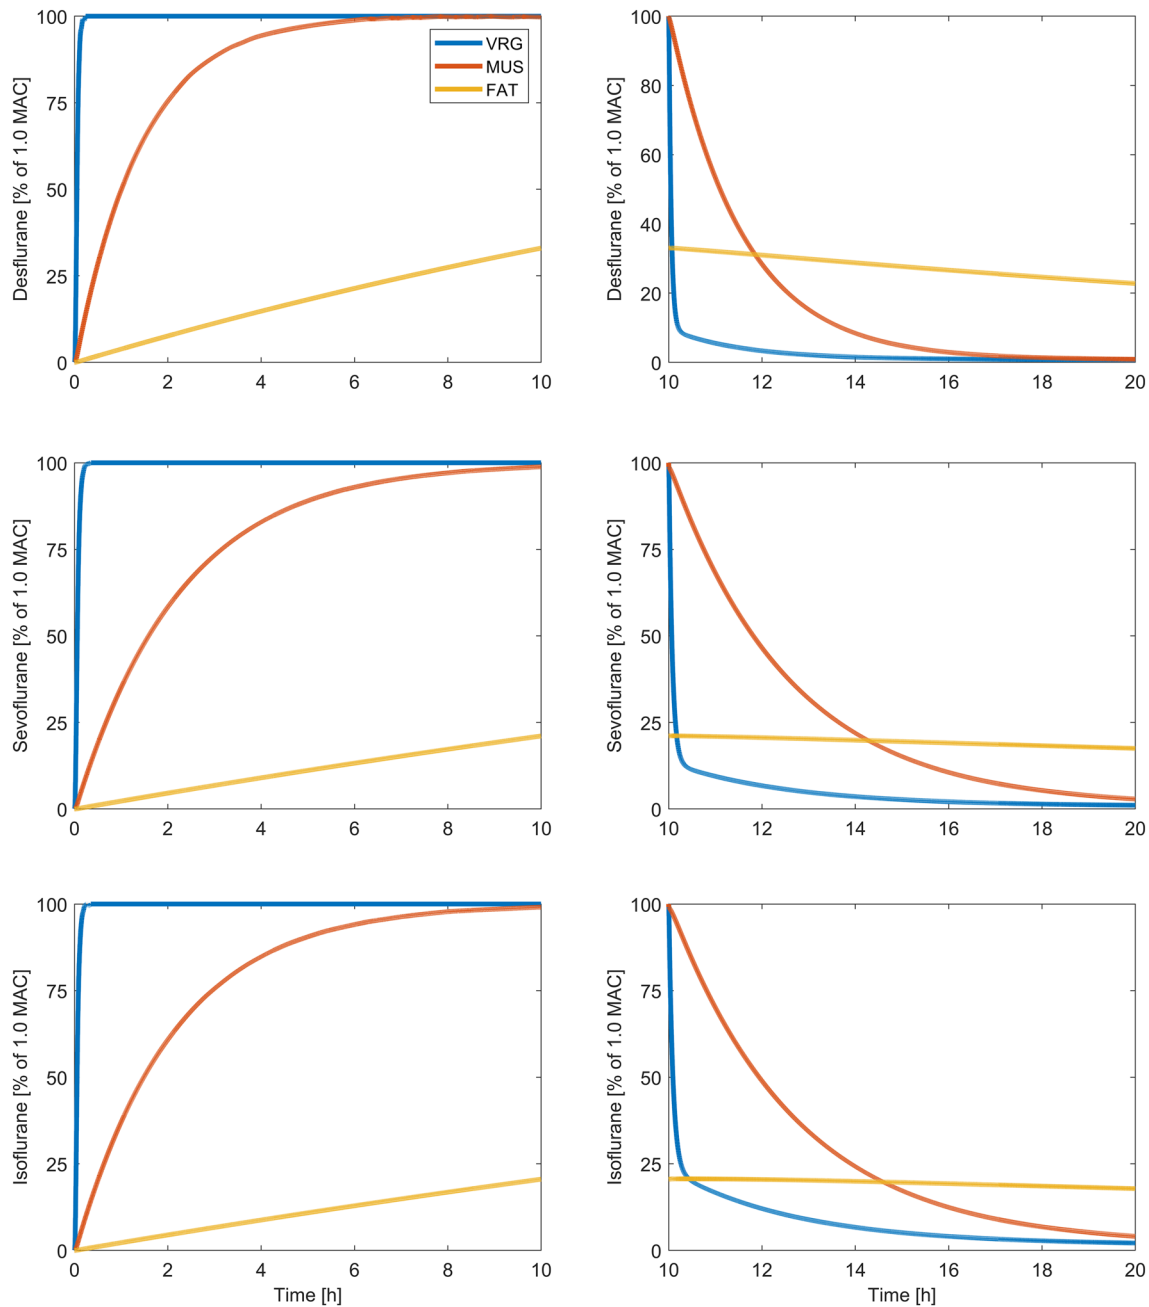 Desflurane [% of 1.0 MAC]
100
75
50
25
0
0 2 4 6 8 10
VRG
MUS
FAT
Desflurane [% of 1.0 MAC]
100
80
60
40
20
0
10 12 14 16 18 20
Sevoflurane [% of 1.0 MAC]
100
75
50
25
0
0 2 4 6 8 10
Sevoflurane [% of 1.0 MAC]
100
75
50
25
0
10 12 14 16 18 20
Isoflurane [% of 1.0 MAC]
100
75
50
25
0
0 2 4 6 8 10
Time [h]
Isoflurane [% of 1.0 MAC]
100
75
50
25
0
10 12 14 16 18 20
Time [h]